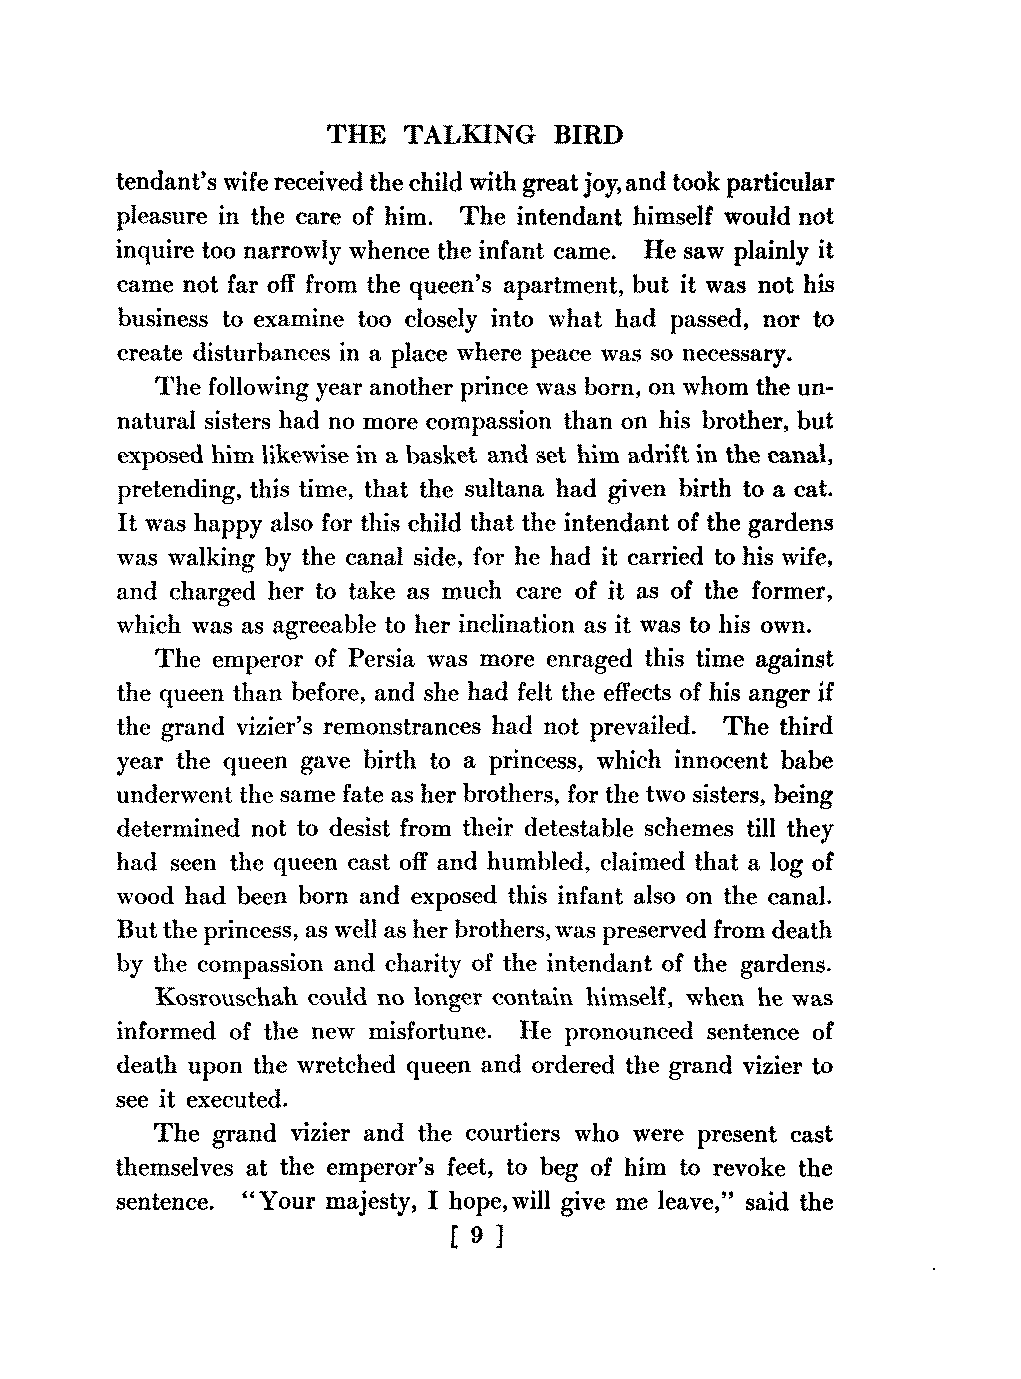 THE TALKING BIRD
tendant's wife received the child with great joy, and took particular
pleasure in the care of him. The intendant himself would not
inquire too narrowly whence the infant came. He saw plainly it
came not far off from the queen's apartment, but it was not his
business to examine too closely into what had passed, nor to
create disturbances in a place where peace was so necessary.
The following year another prince was born, on whom the un-
natural sisters had no more compassion than on his brother, but
exposed him likewise in a basket and set him adrift in the canal,
pretending, this time, that the sultana had given birth to a cat.
It was happy also for this child that the intendant of the gardens
was walking by the canal side, for he had it carried to his wife,
and charged her to take as much care of it as of the former,
which was as agreeable to her inclination as it was to his own.
The emperor of Persia was more enraged this time against
the queen than before, and she had felt the effects of his anger if
the grand vizier's remonstrances had not prevailed. The third
year the queen gave birth to a princess, which innocent babe
underwent the same fate as her brothers, for the two sisters, being
determined not to desist from their detestable schemes till they
had seen the queen cast off and humbled, claimed that a log of
wood had been born and exposed this infant also on the canal.
But the princess, as well as her brothers, was preserved from death
by the compassion and charity of the intendant of the gardens.
Kosrouschah could no longer contain himself, when he was
informed of the new misfortune. He pronounced sentence of
death upon the wretched queen and ordered the grand vizier to
see it executed.
The grand vizier and the courtiers who were present cast
themselves at the emperor's feet, to beg of him to revoke the
sentence. "Your majesty, I hope, will give me leave," said the
[ 9 ]